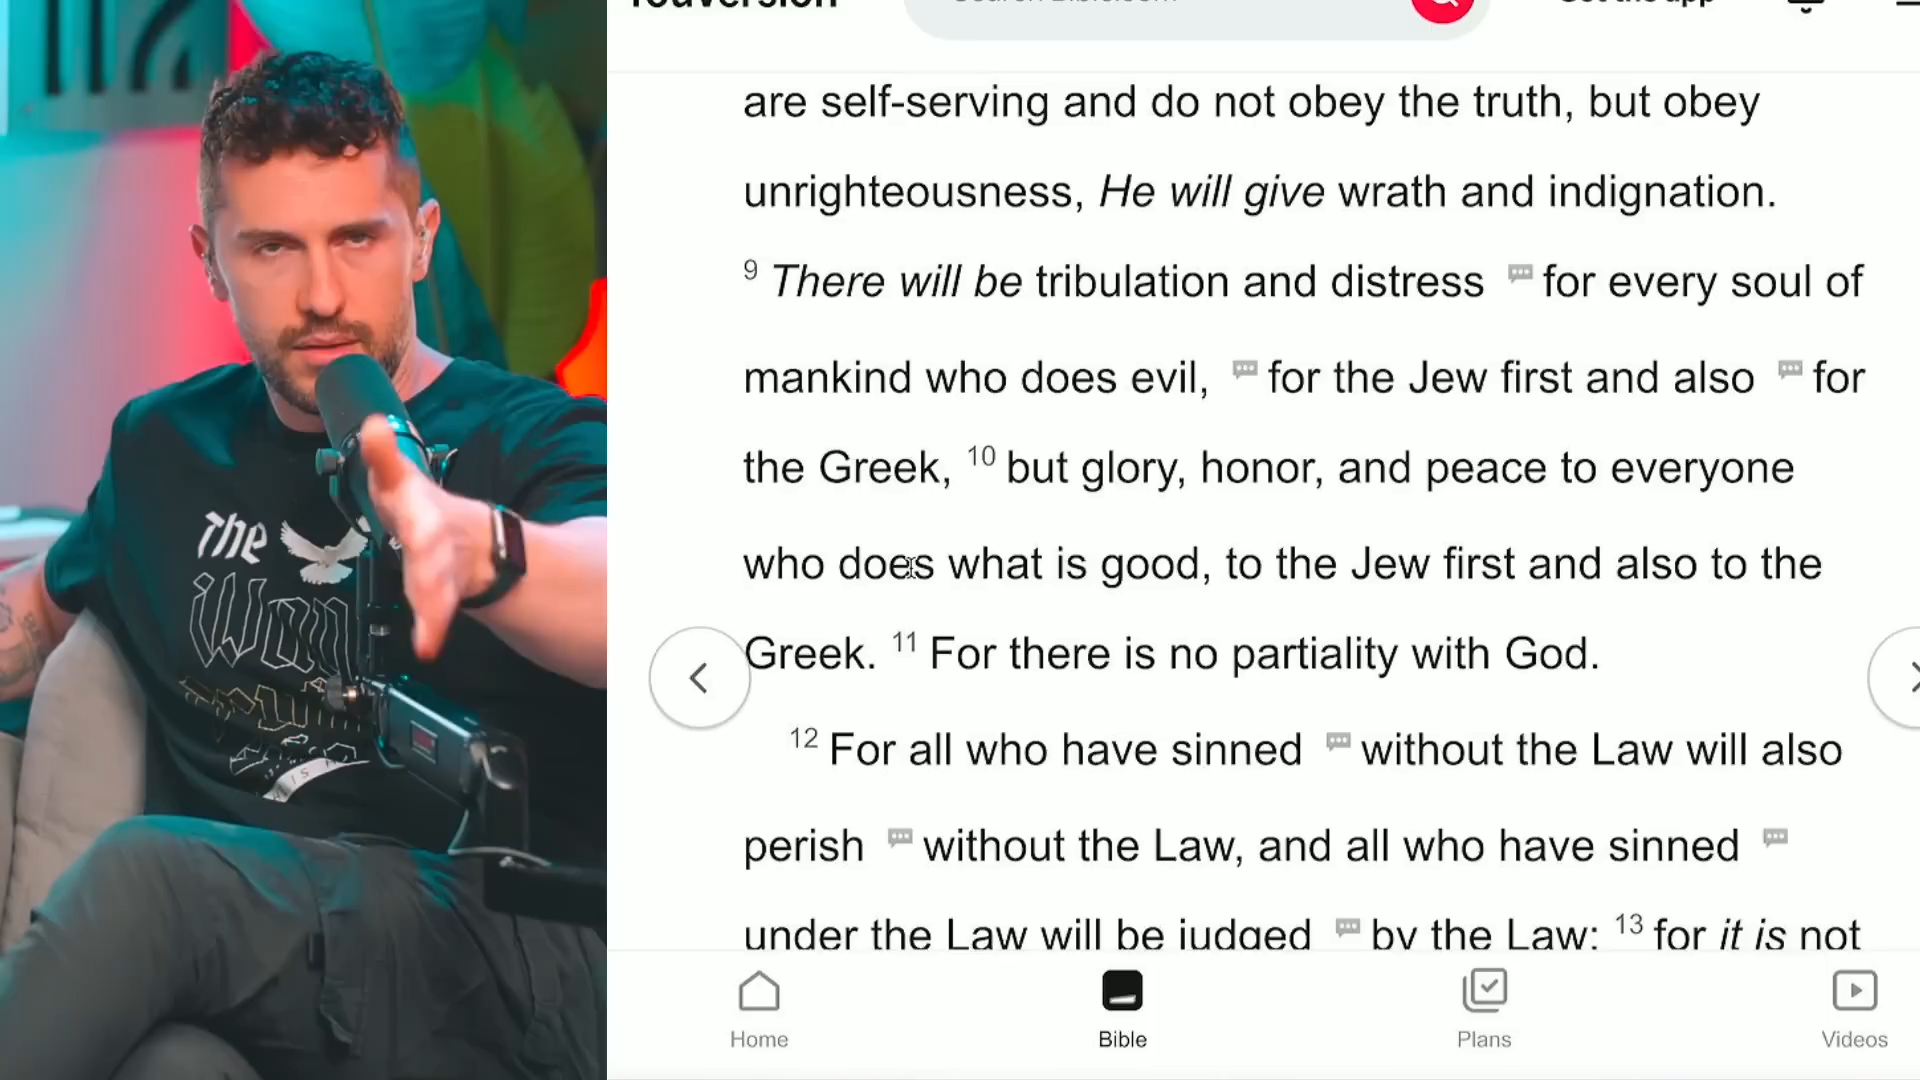 are self-serving and do not obey the truth, but obey
unrighteousness, He will give wrath and indignation.
9 There will be tribulation and distress for every soul of
mankind who does evil, for the Jew first and also for
the Greek, 10 but glory, honor, and peace to everyone
who does what is good, to the Jew first and also to the
Greek. 11 For there is no partiality with God.
12 For all who have sinned without the Law will also
perish without the Law, and all who have sinned
under the Law will be judged by the Law; 13 for it is not
Home
Bible
Plans
Videos
The